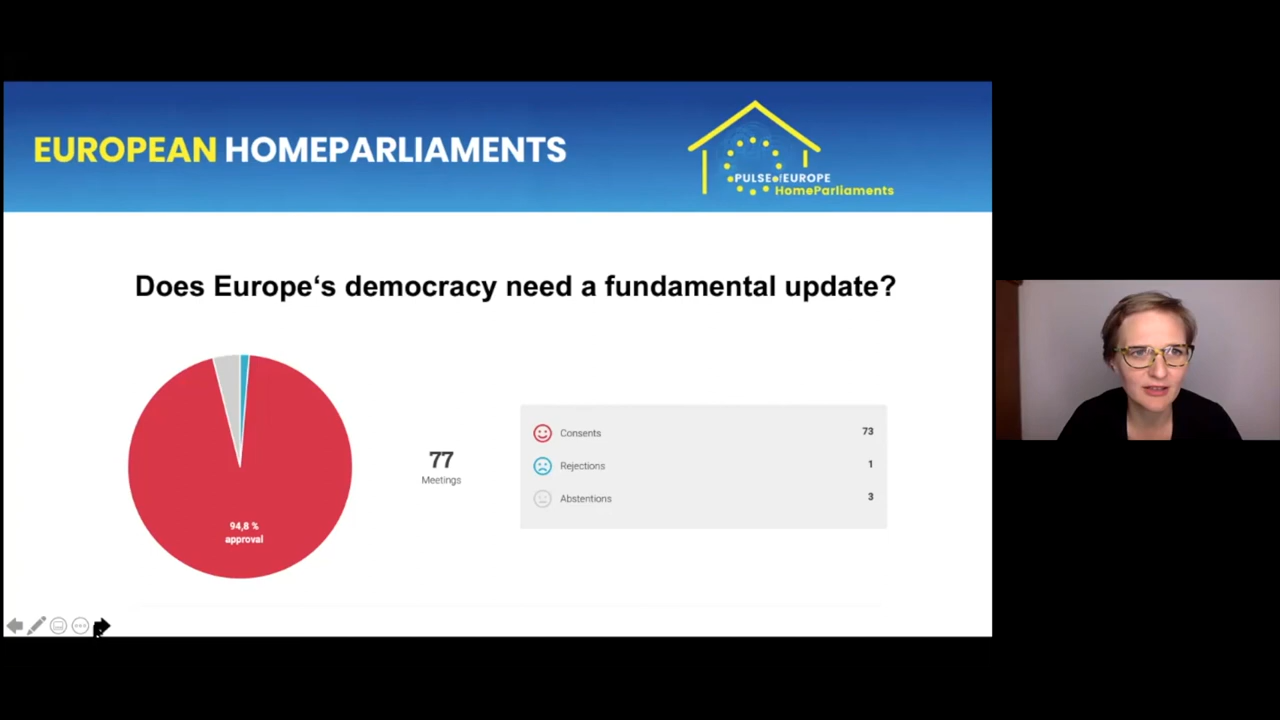 EUROPEAN HOMEPARLIAMENTS
PULSE of EUROPE
HomeParliaments
Does Europe‘s democracy need a fundamental update?
94,8 %
approval
77
Meetings
Consents 73
Rejections 1
Abstentions 3